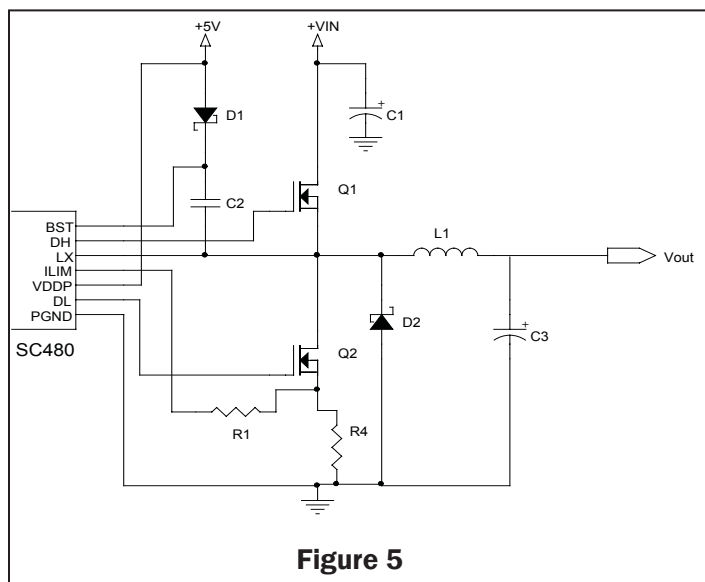 +5V
+VIN
D1
+
C1
Q1
C2
BST
DH
LX
ILIM
VDDP
DL
PGND
SC480
L1
Vout
D2
+
C3
Q2
R1
R4
Figure 5